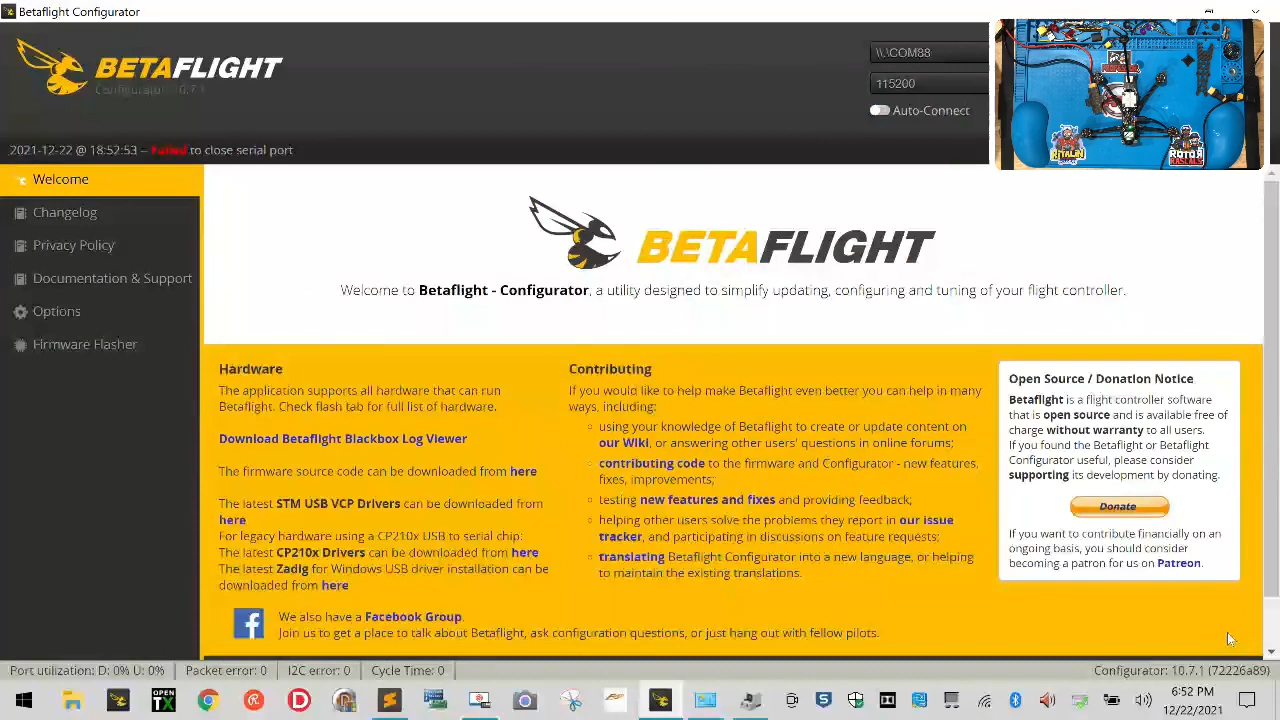 Betaflight Configurator
BETAFLIGHT
Configurator 10.7.1
\\.\COM88
115200
Auto-Connect
2021-12-22 @ 18:52:53 -- Failed to close serial port
Welcome
Changelog
Privacy Policy
Documentation & Support
Options
Firmware Flasher
BETAFLIGHT
Welcome to Betaflight - Configurator, a utility designed to simplify updating, configuring and tuning of your flight controller.
Hardware
The application supports all hardware that can run
Betaflight. Check flash tab for full list of hardware.
Download Betaflight Blackbox Log Viewer
The firmware source code can be downloaded from here
The latest STM USB VCP Drivers can be downloaded from
here
For legacy hardware using a CP210x USB to serial chip:
The latest CP210x Drivers can be downloaded from here
The latest Zadig for Windows USB driver installation can be
downloaded from here
Contributing
If you would like to help make Betaflight even better you can help in many
ways, including:
using your knowledge of Betaflight to create or update content on
our Wiki, or answering other users' questions in online forums;
contributing code to the firmware and Configurator - new features,
fixes, improvements;
testing new features and fixes and providing feedback;
helping other users solve the problems they report in our issue
tracker, and participating in discussions on feature requests;
translating Betaflight Configurator into a new language, or helping
to maintain the existing translations.
Open Source / Donation Notice
Betaflight is a flight controller software
that is open source and is available free of
charge without warranty to all users.
If you found the Betaflight or Betaflight
Configurator useful, please consider
supporting its development by donating.
Donate
If you want to contribute financially on an
ongoing basis, you should consider
becoming a patron for us on Patreon.
We also have a Facebook Group.
Join us to get a place to talk about Betaflight, ask configuration questions, or just hang out with fellow pilots.
RITALIN
ROTOR
RASCALS
Port utilization: D: 0% U: 0%
Packet error: 0
I2C error: 0
Cycle Time: 0
Configurator: 10.7.1 (72226a89)
OPEN
TX
6:52 PM
12/22/2021